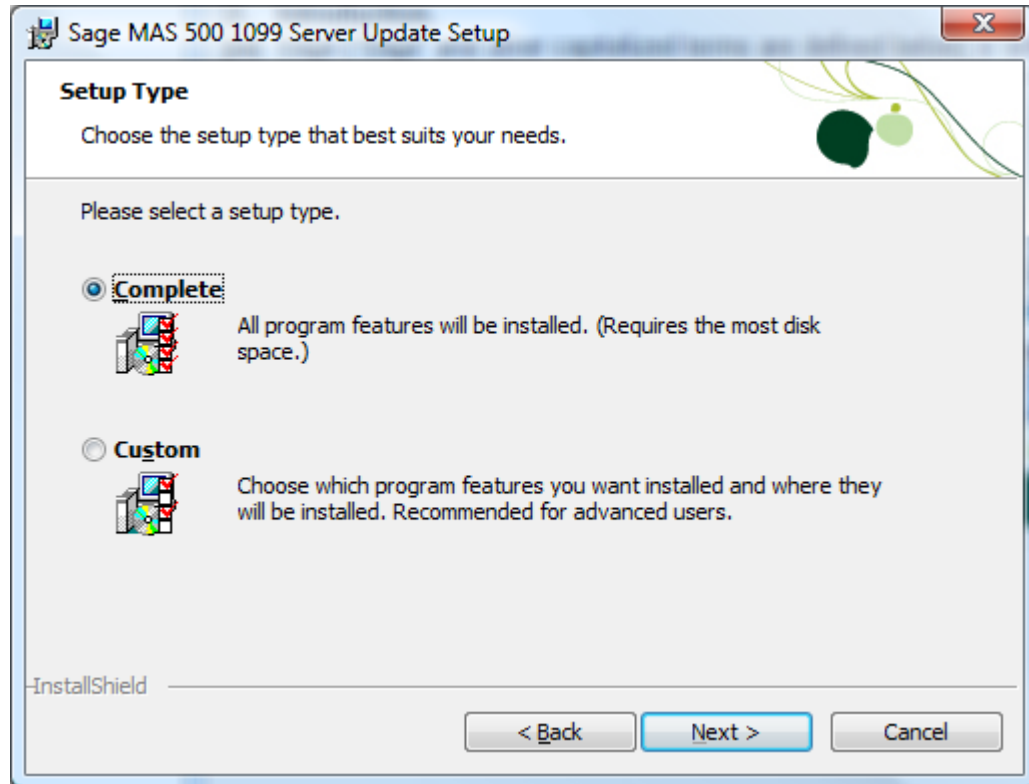 Sage MAS 500 1099 Server Update Setup
Setup Type
Choose the setup type that best suits your needs.
Please select a setup type.
Complete
All program features will be installed. (Requires the most disk
space.)
Custom
Choose which program features you want installed and where they
will be installed. Recommended for advanced users.
InstallShield
< Back
Next >
Cancel